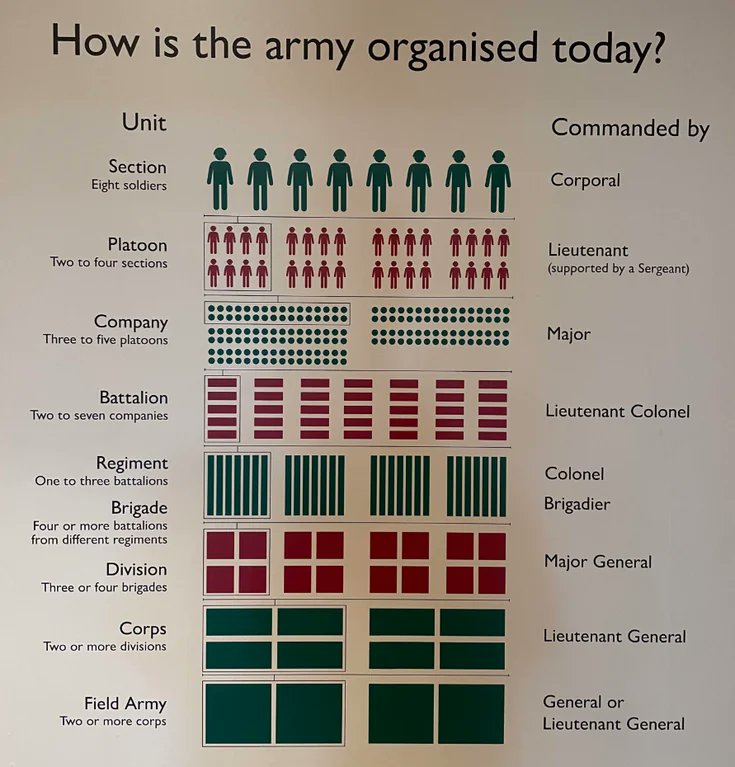 How is the army organised today?
Unit
Commanded by
Section
Eight soldiers
Corporal
Platoon
Two to four sections
Lieutenant
(supported by a Sergeant)
Company
Three to five platoons
Major
Battalion
Two to seven companies
Lieutenant Colonel
Regiment
One to three battalions
Colonel
Brigade
Four or more battalions
from different regiments
Brigadier
Division
Three or four brigades
Major General
Corps
Two or more divisions
Lieutenant General
Field Army
Two or more corps
General or
Lieutenant General